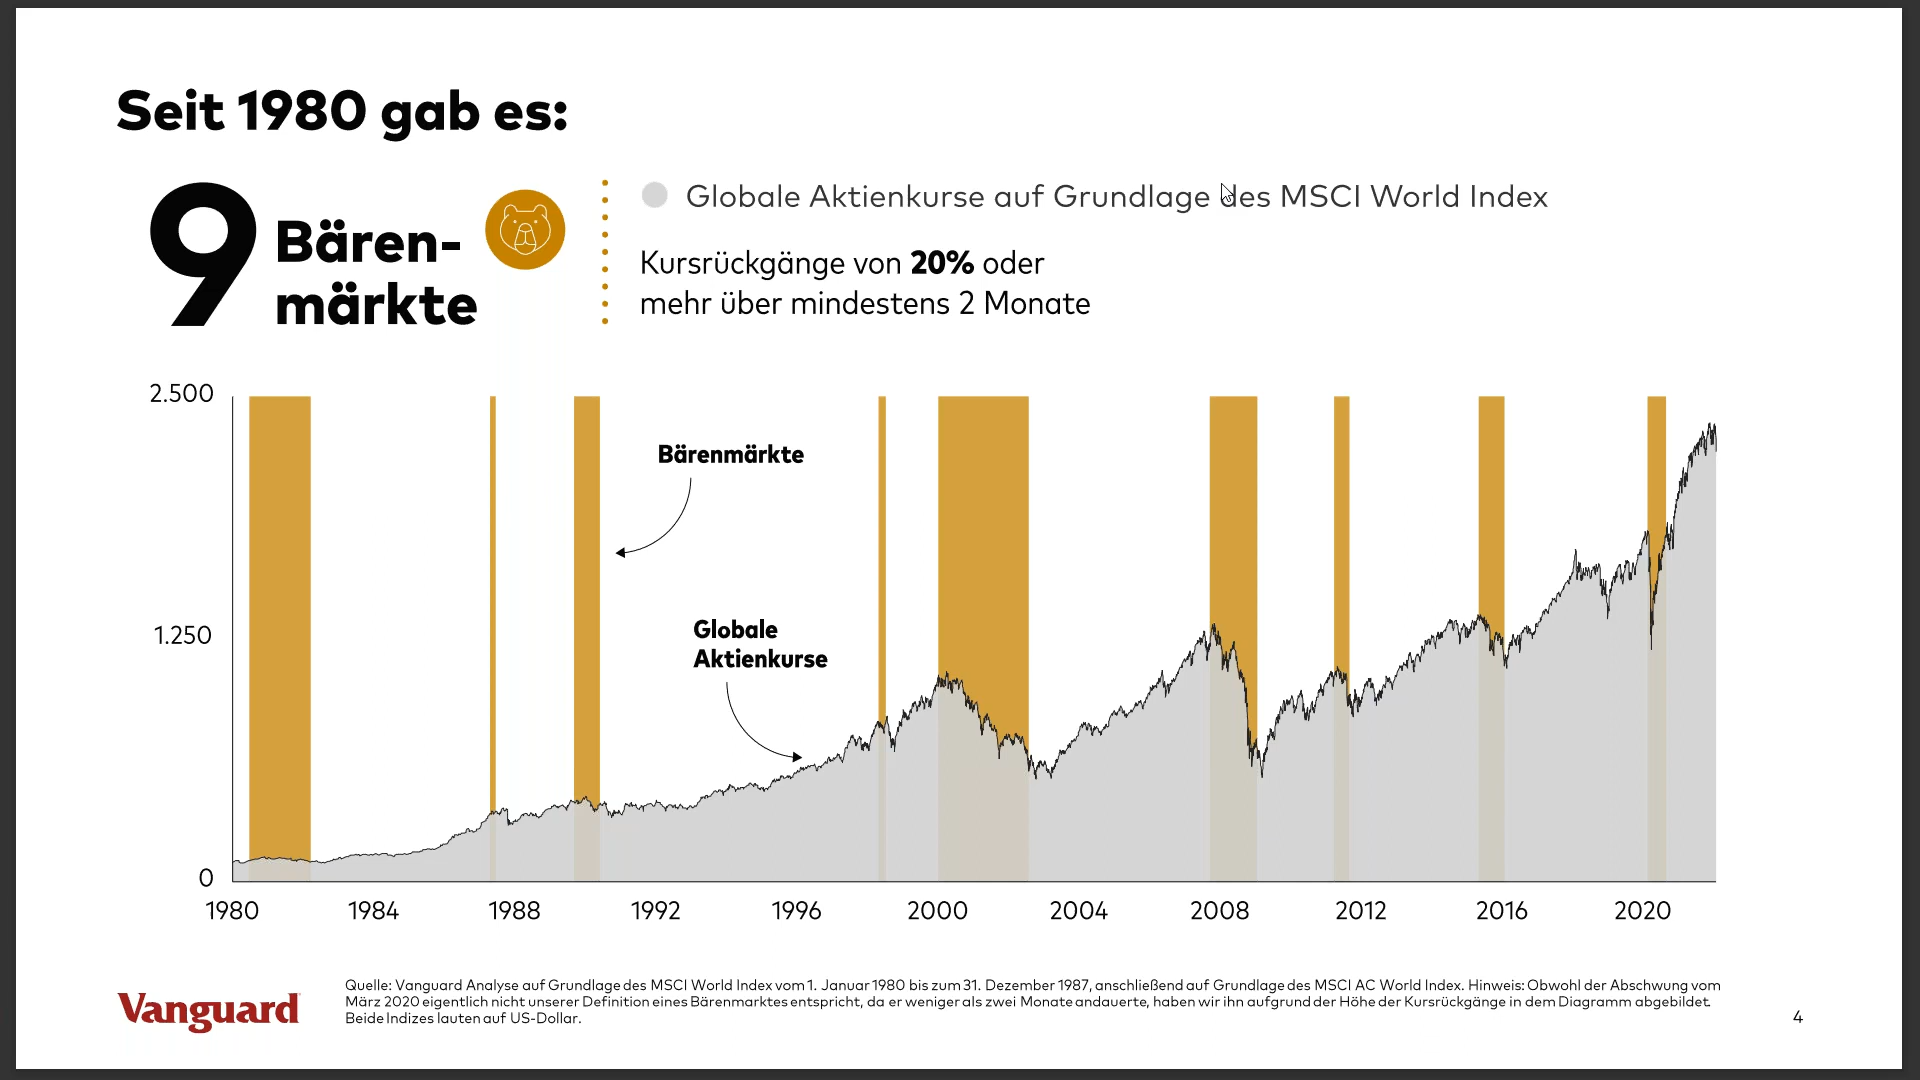 Seit 1980 gab es:
9
Bären-
märkte
Globale Aktienkurse auf Grundlage des MSCI World Index
Kursrückgänge von 20% oder
mehr über mindestens 2 Monate
2.500
1.250
0
Bärenmärkte
Globale
Aktienkurse
1980 1984 1988 1992 1996 2000 2004 2008 2012 2016 2020
Vanguard
Quelle: Vanguard Analyse auf Grundlage des MSCI World Index vom 1. Januar 1980 bis zum 31. Dezember 1987, anschließend auf Grundlage des MSCI AC World Index. Hinweis: Obwohl der Abschwung vom
März 2020 eigentlich nicht unserer Definition eines Bärenmarktes entspricht, da er weniger als zwei Monate andauerte, haben wir ihn aufgrund der Höhe der Kursrückgänge in dem Diagramm abgebildet.
Beide Indizes lauten auf US-Dollar.
4